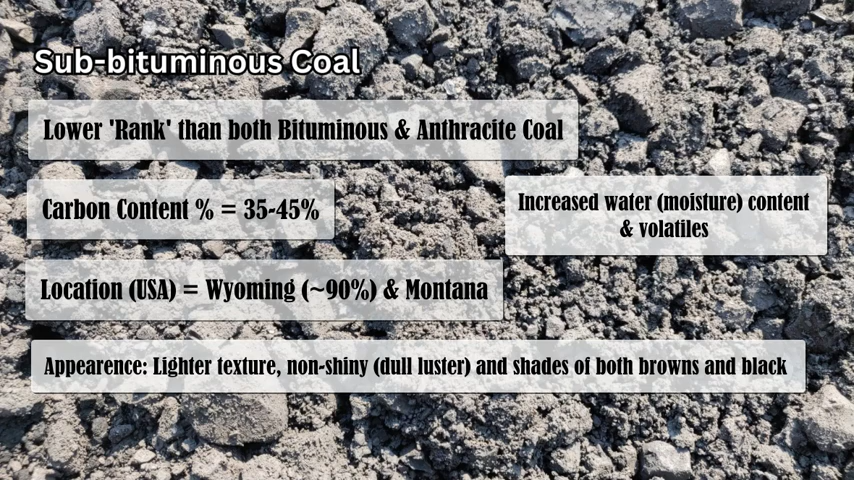 Sub-bituminous Coal
Lower 'Rank' than both Bituminous & Anthracite Coal
Carbon Content % = 35-45%
Increased water (moisture) content
& volatiles
Location (USA) = Wyoming (~90%) & Montana
Appearence: Lighter texture, non-shiny (dull luster) and shades of both browns and black